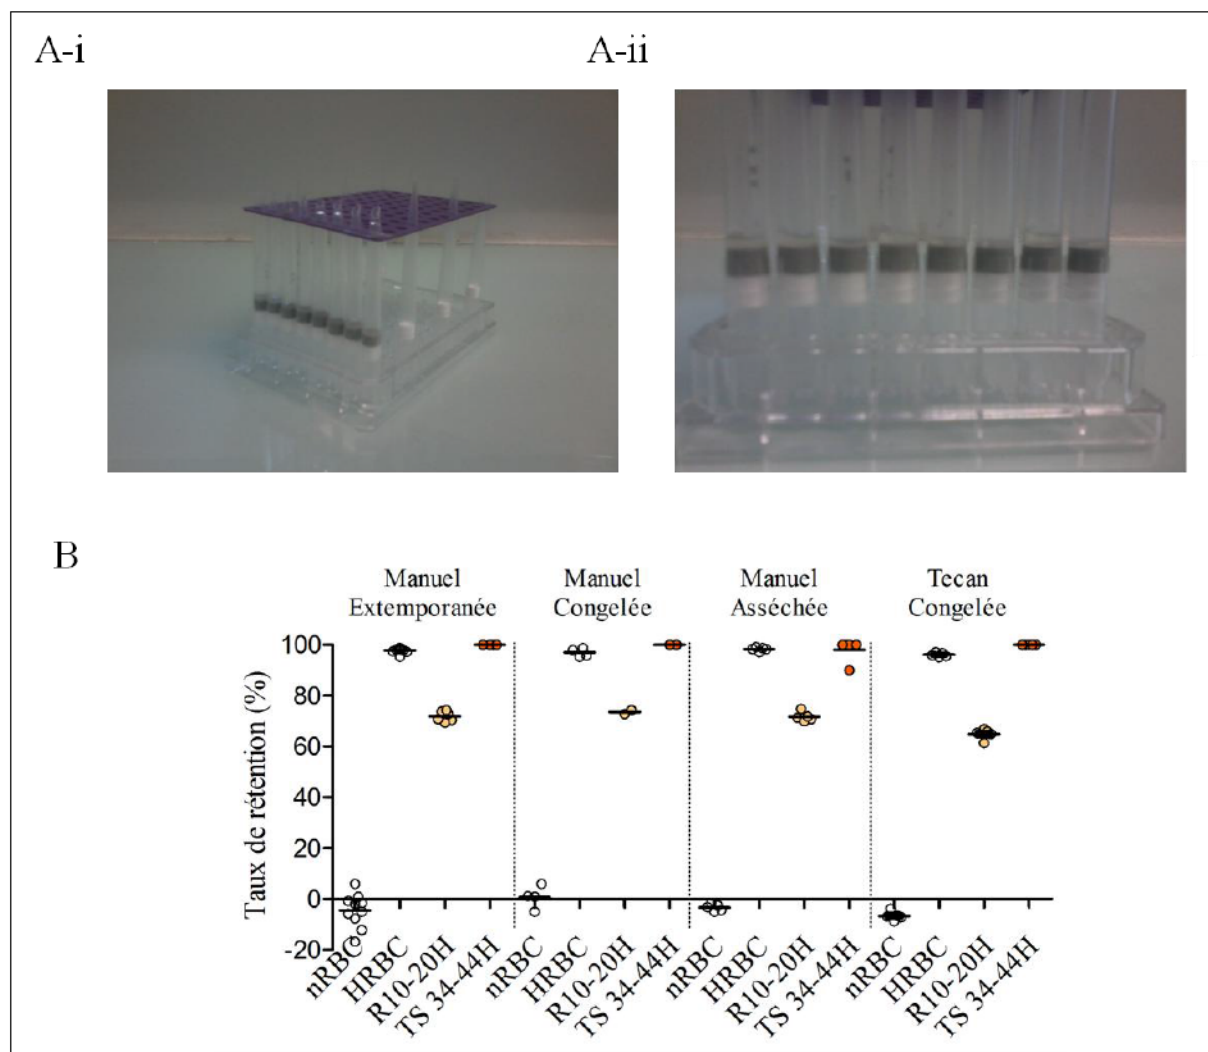 A-i
A-ii
B
Manuel Extemporanée
Manuel Congelée
Manuel Asséchée
Tecan Congelée
Taux de rétention (%)
100
80
60
40
20
0
-20
nRBC
HRBC
R10-20H
TS 34-44H
nRBC
HRBC
R10-20H
TS 34-44H
nRBC
HRBC
R10-20H
TS 34-44H
nRBC
HRBC
R10-20H
TS 34-44H